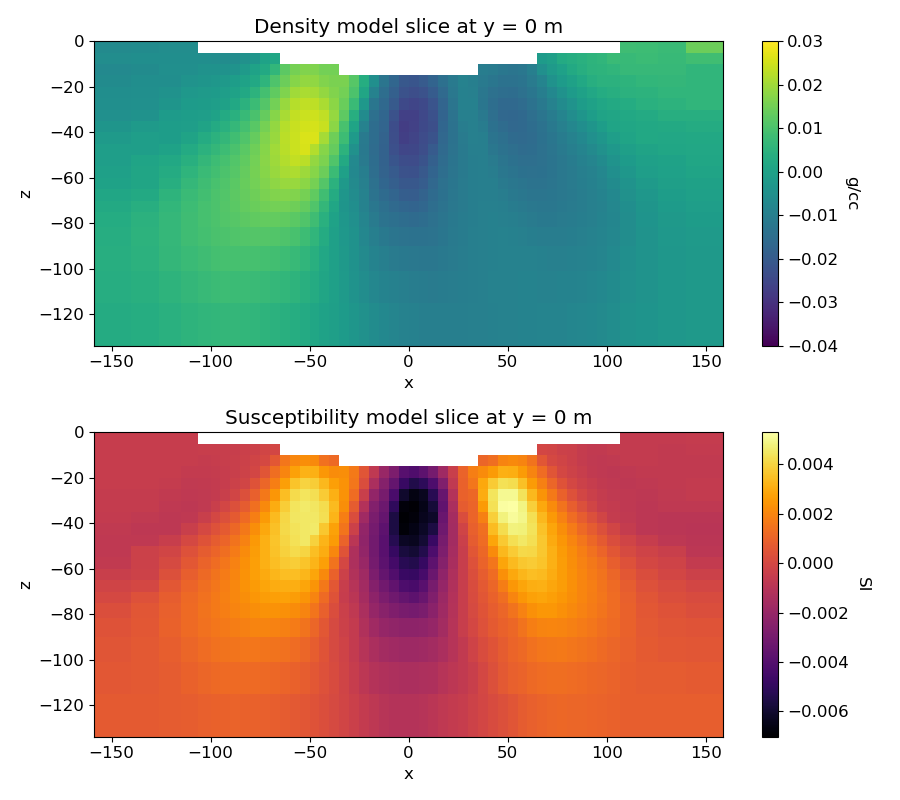 Density model slice at y = 0 m
0
−20
−40
−60
−80
−100
−120
z
−150 −100 −50 0 50 100 150
x
0.03
0.02
0.01
0.00
−0.01
−0.02
−0.03
−0.04
g/cc
Susceptibility model slice at y = 0 m
0
−20
−40
−60
−80
−100
−120
z
−150 −100 −50 0 50 100 150
x
0.004
0.002
0.000
−0.002
−0.004
−0.006
SI